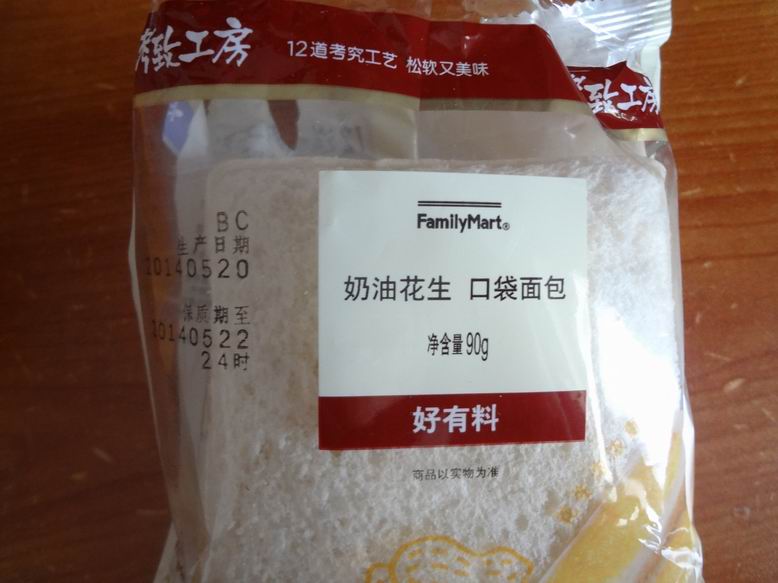 考致工房
12道考究工艺 松软又美味
致工房
FamilyMart®
奶油花生 口袋面包
净含量90g
好有料
商品以实物为准
BC
生产日期
20140520
保质期至
20140522
24时